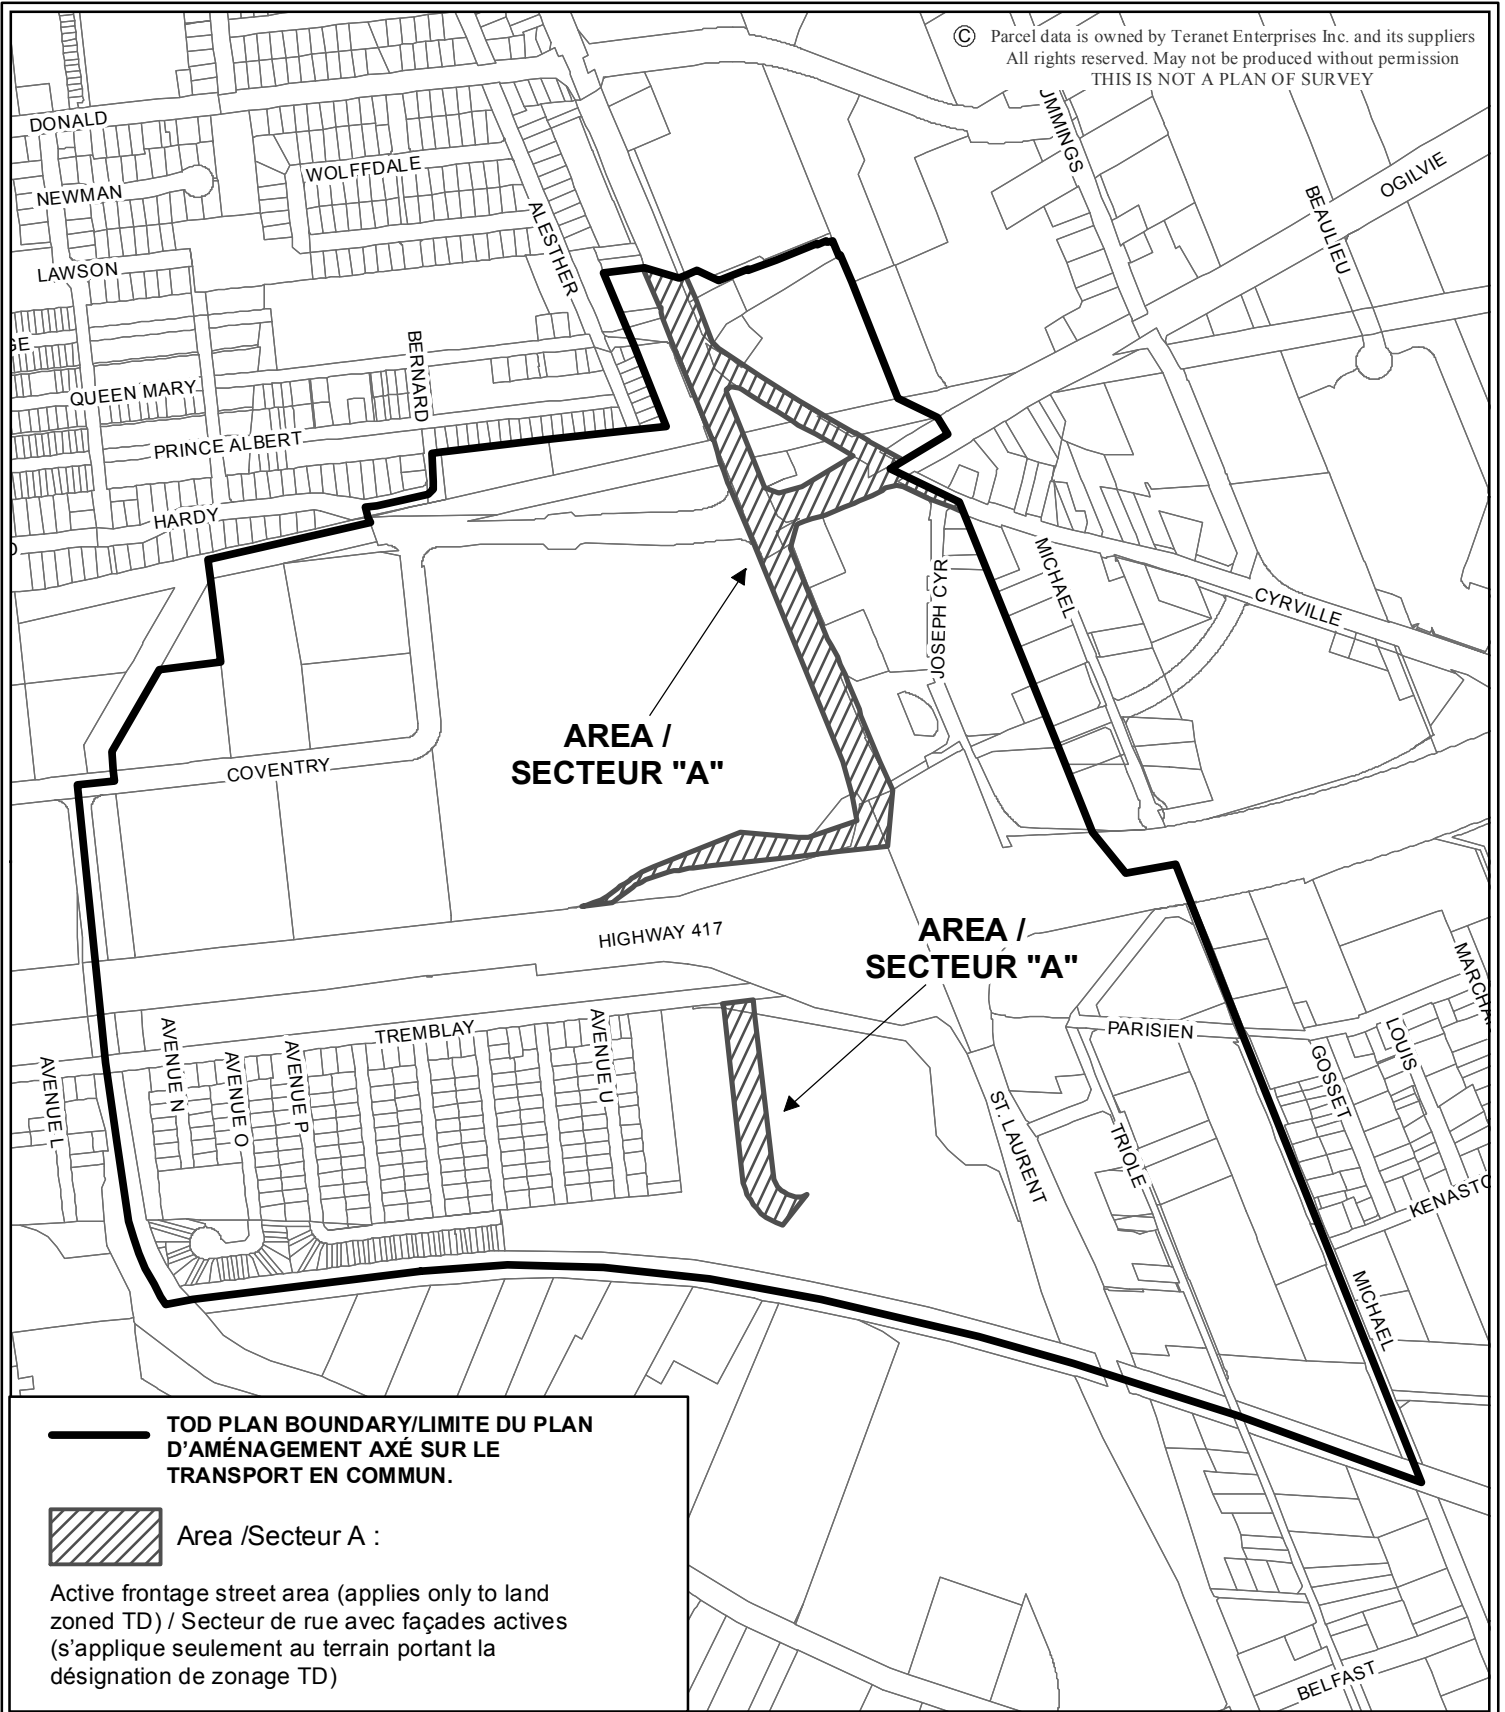 © Parcel data is owned by Teranet Enterprises Inc. and its suppliers
All rights reserved. May not be produced without permission
THIS IS NOT A PLAN OF SURVEY
DONALD
WOLFFDALE
NEWMAN
ALESTHER
LAWSON
UMMINGS
BEAULIEU
OGILVIE
GE
BERNARD
QUEEN MARY
PRINCE ALBERT
HARDY
JOSEPH CYR
MICHAEL
CYRVILLE
AREA /
SECTEUR "A"
COVENTRY
HIGHWAY 417
AREA /
SECTEUR "A"
MARCHA
TREMBLAY
AVENUE L
AVENUE N
AVENUE O
AVENUE P
AVENUE U
PARISIEN
ST. LAURENT
TRIOLE
GOSSET
LOUIS
KENASTO
MICHAEL
BELFAST
TOD PLAN BOUNDARY/LIMITE DU PLAN
D'AMÉNAGEMENT AXÉ SUR LE
TRANSPORT EN COMMUN.
Area /Secteur A :
Active frontage street area (applies only to land
zoned TD) / Secteur de rue avec façades actives
(s'applique seulement au terrain portant la
désignation de zonage TD)